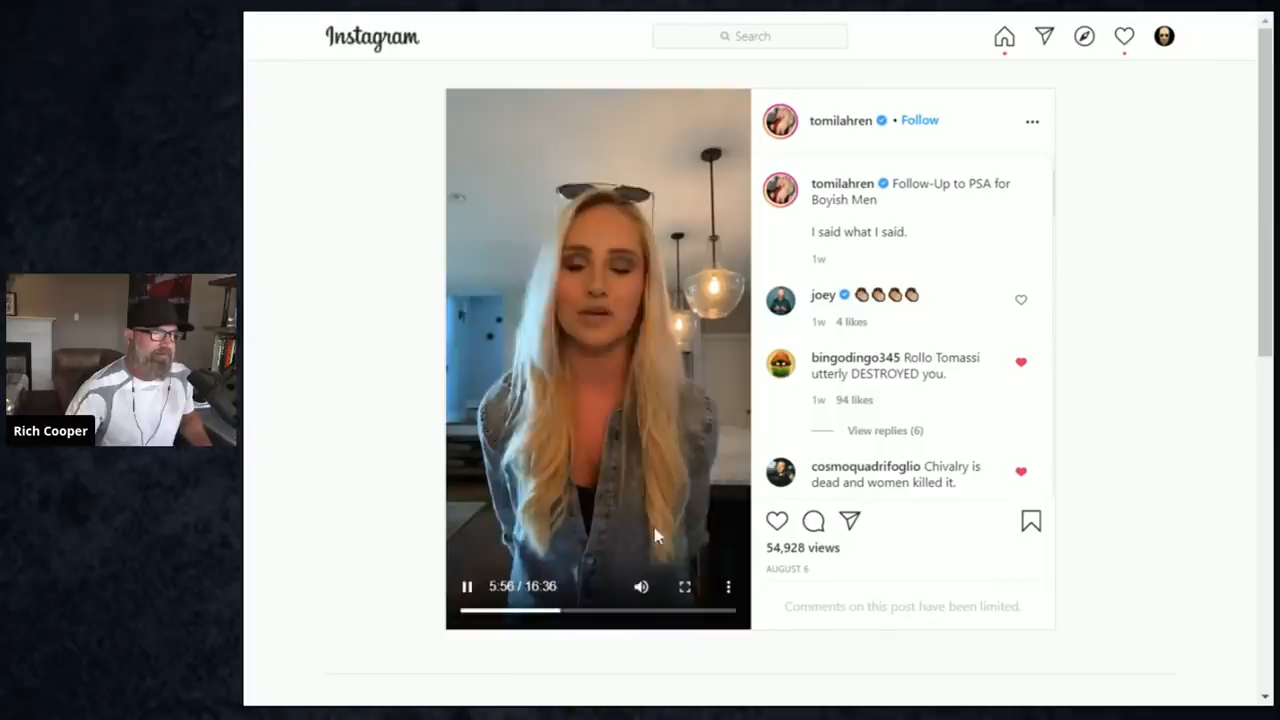 Instagram
Search
tomilahren • Follow
tomilahren Follow-Up to PSA for
Boyish Men
I said what I said.
1w
joey
1w 4 likes
bingodingo345 Rollo Tomassi
utterly DESTROYED you.
1w 94 likes
View replies (6)
cosmoquadrifoglio Chivalry is
dead and women killed it.
54,928 views
AUGUST 6
Comments on this post have been limited.
5:56 / 16:36
Rich Cooper